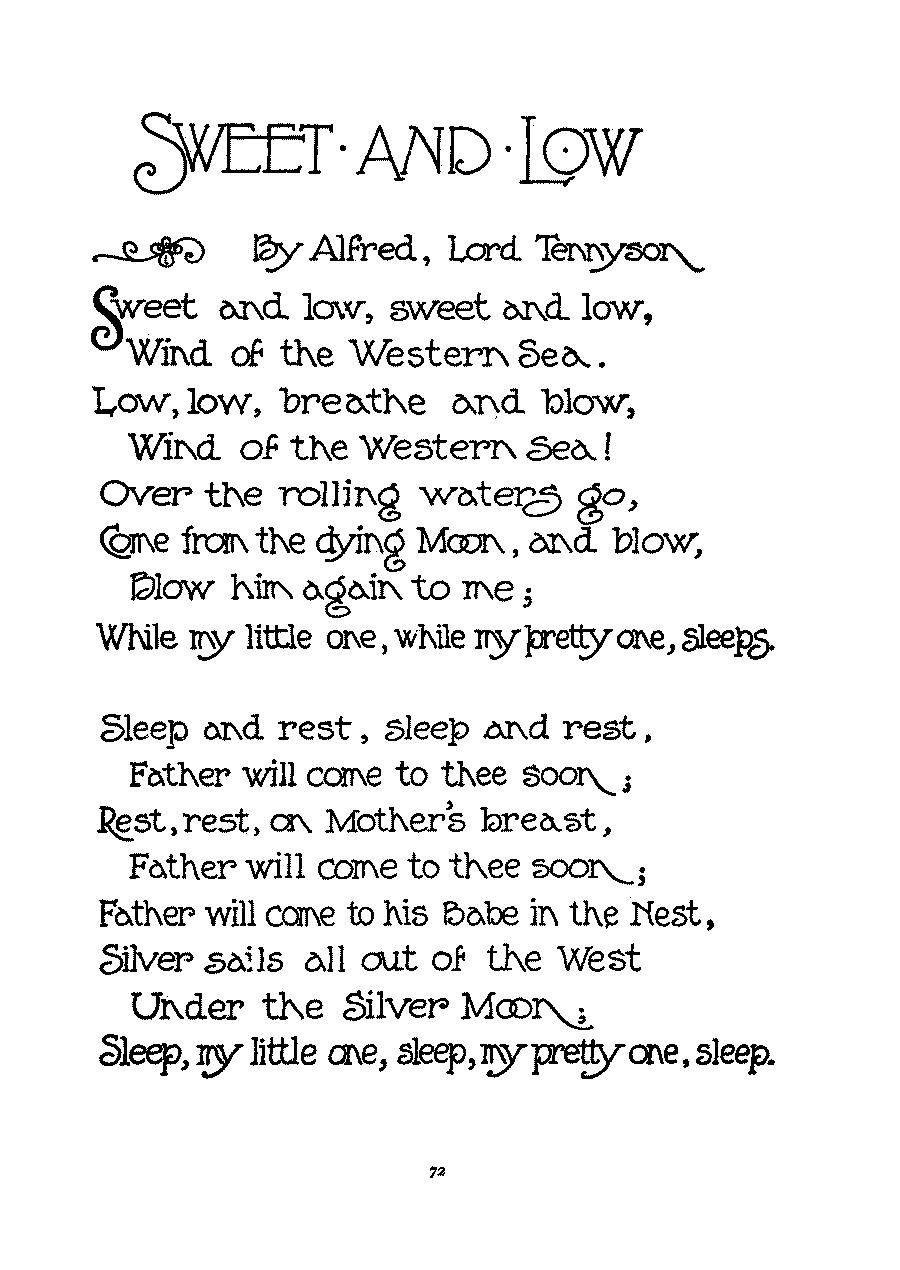 SWEET · AND · LOW
By Alfred, Lord Tennyson
Sweet and low, sweet and low,
Wind of the Western Sea.
Low, low, breathe and blow,
Wind of the Western Sea!
Over the rolling waters go,
Come from the dying Moon, and blow,
Blow him again to me;
While my little one, while my pretty one, sleeps.
Sleep and rest, sleep and rest,
Father will come to thee soon;
Rest, rest, on Mother's breast,
Father will come to thee soon;
Father will come to his Babe in the Nest,
Silver sails all out of the West
Under the Silver Moon;
Sleep, my little one, sleep, my pretty one, sleep.
72